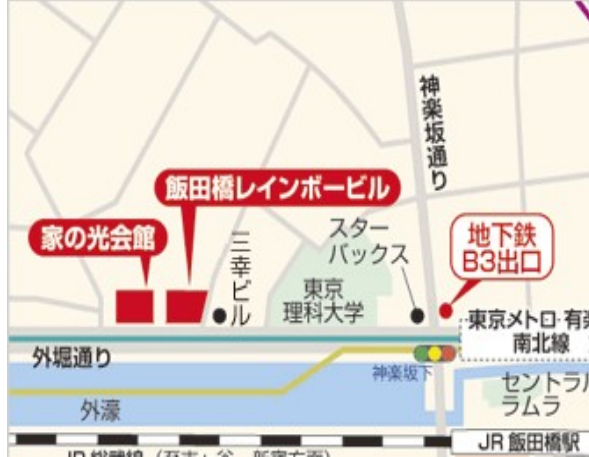 神楽坂通り
飯田橋レインボービル
家の光会館
三幸ビル
スター
バックス
地下鉄
B3出口
東京
理科大学
東京メトロ・有楽
南北線
外堀通り
神楽坂下
セントラル
ラムラ
外濠
JR 飯田橋駅